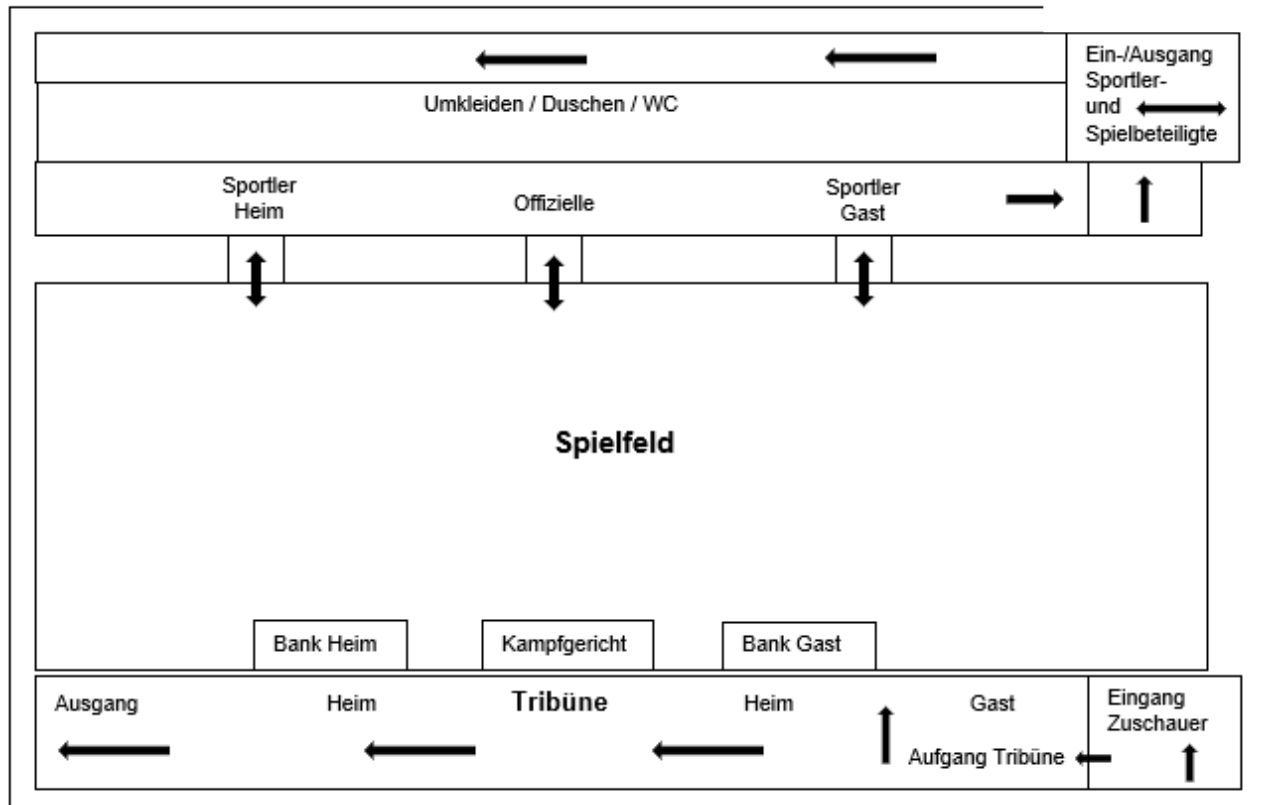 Ein-/Ausgang
Sportler-
und
Spielbeteiligte
Umkleiden / Duschen / WC
Sportler
Heim
Offizielle
Sportler
Gast
Spielfeld
Bank Heim
Kampfgericht
Bank Gast
Ausgang
Heim
Tribüne
Heim
Gast
Aufgang Tribüne
Eingang
Zuschauer